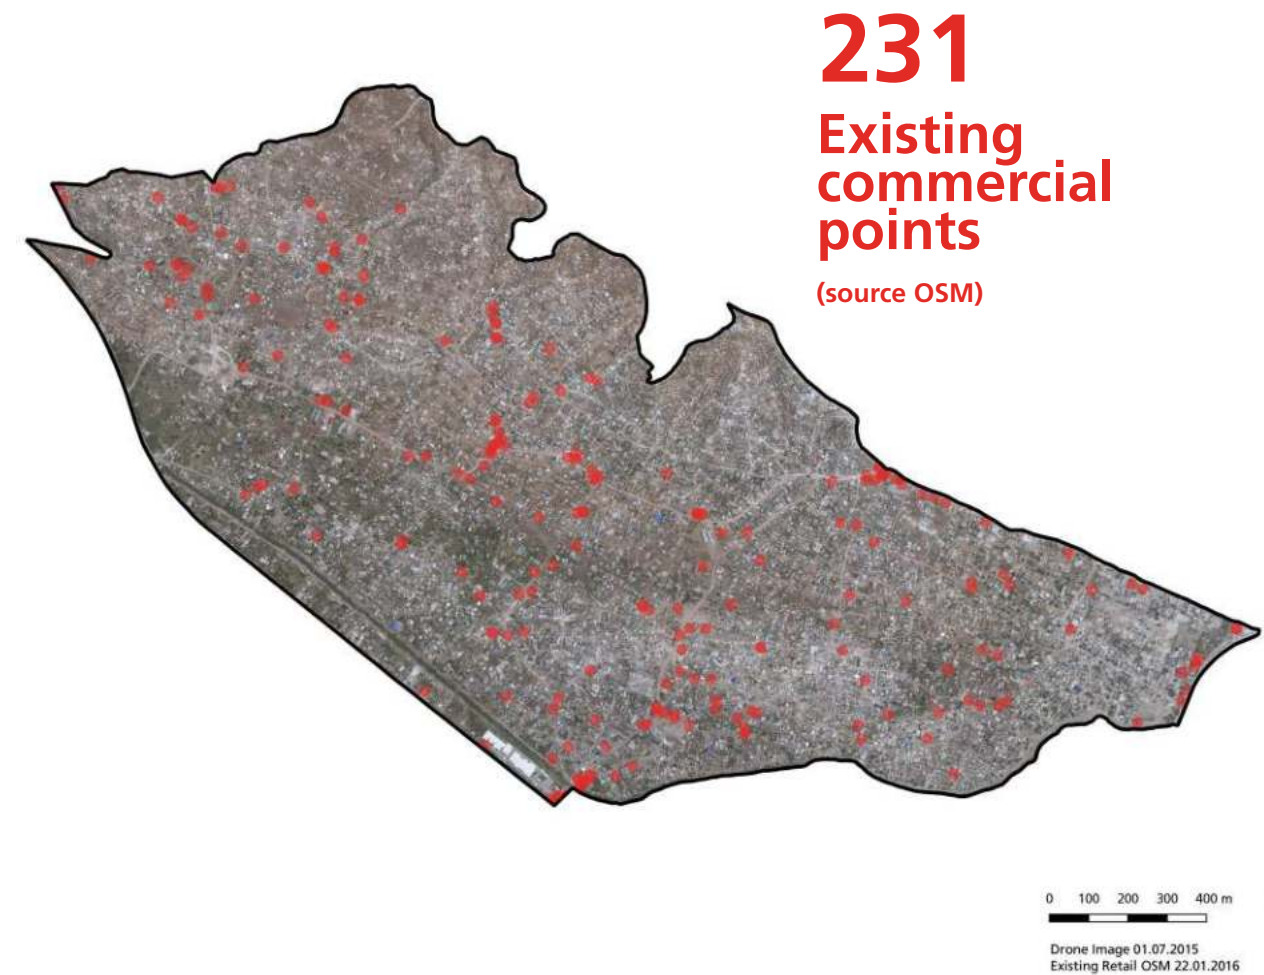 231
Existing
commercial
points
(source OSM)
0 100 200 300 400 m
Drone Image 01.07.2015
Existing Retail OSM 22.01.2016